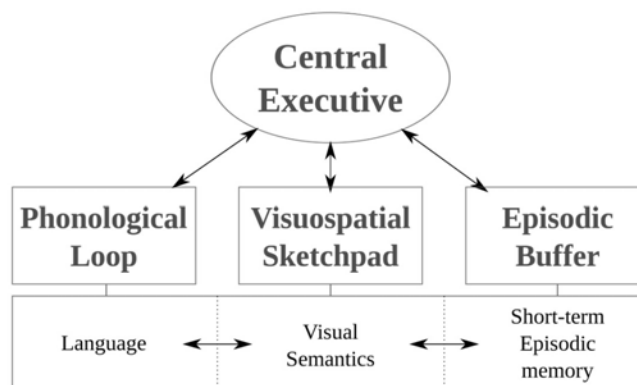 Central
Executive
Phonological
Loop
Visuospatial
Sketchpad
Episodic
Buffer
Language
Visual
Semantics
Short-term
Episodic
memory